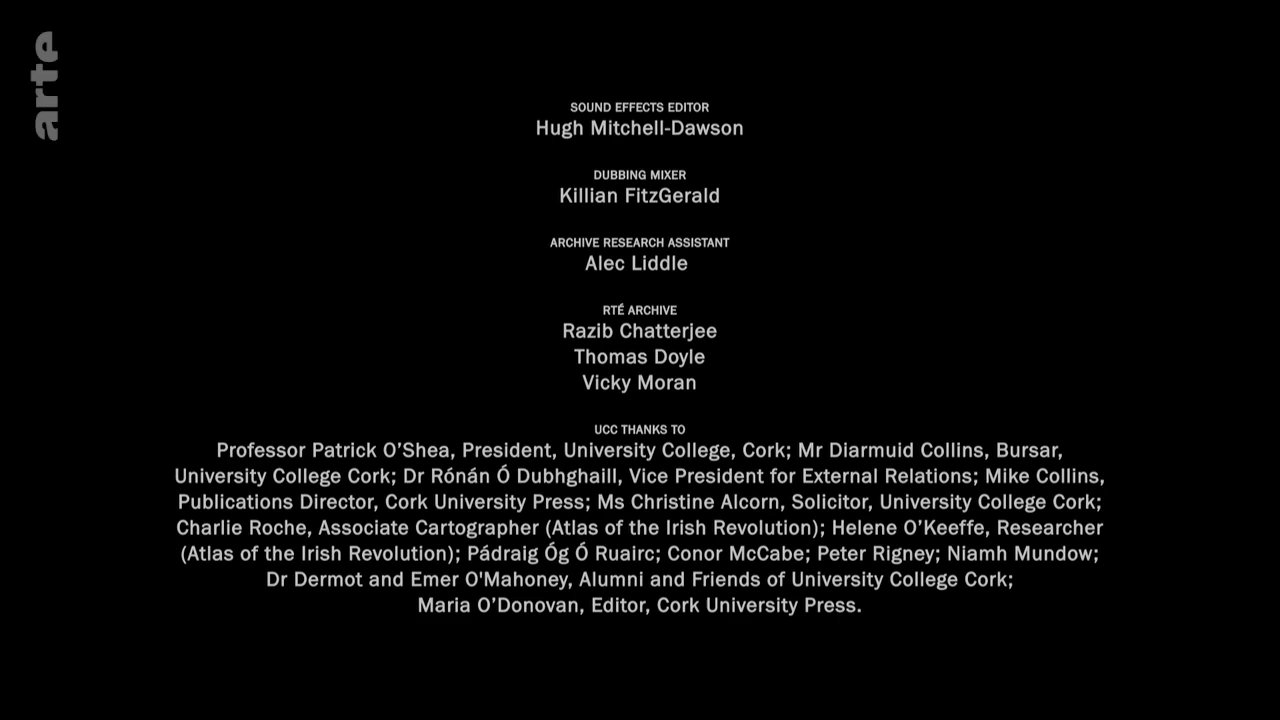 arte
SOUND EFFECTS EDITOR
Hugh Mitchell-Dawson
DUBBING MIXER
Killian FitzGerald
ARCHIVE RESEARCH ASSISTANT
Alec Liddle
RTÉ ARCHIVE
Razib Chatterjee
Thomas Doyle
Vicky Moran
UCC THANKS TO
Professor Patrick O’Shea, President, University College, Cork; Mr Diarmuid Collins, Bursar,
University College Cork; Dr Rónán Ó Dubhghaill, Vice President for External Relations; Mike Collins,
Publications Director, Cork University Press; Ms Christine Alcorn, Solicitor, University College Cork;
Charlie Roche, Associate Cartographer (Atlas of the Irish Revolution); Helene O’Keeffe, Researcher
(Atlas of the Irish Revolution); Pádraig Óg Ó Ruairc; Conor McCabe; Peter Rigney; Niamh Mundow;
Dr Dermot and Emer O'Mahoney, Alumni and Friends of University College Cork;
Maria O’Donovan, Editor, Cork University Press.